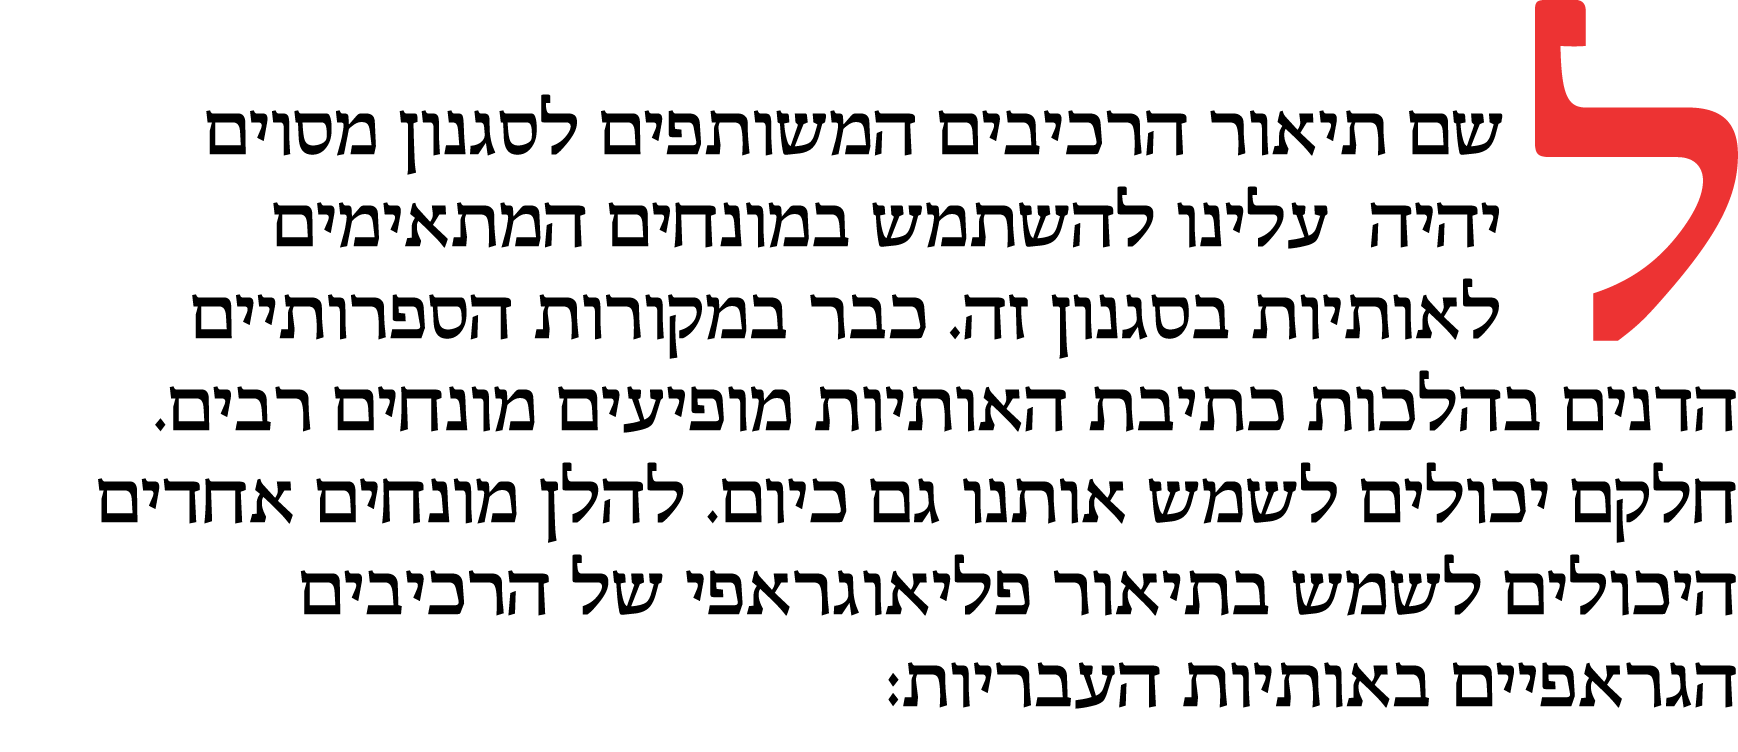 לשם תיאור הרכיבים המשותפים לסגנון מסוים
יהיה  עלינו להשתמש במונחים המתאימים
לאותיות בסגנון זה. כבר במקורות הספרותיים
הדנים בהלכות כתיבת האותיות מופיעים מונחים רבים.
חלקם יכולים לשמש אותנו גם כיום. להלן מונחים אחדים
היכולים לשמש בתיאור פליאוגראפי של הרכיבים
הגראפיים באותיות העבריות: